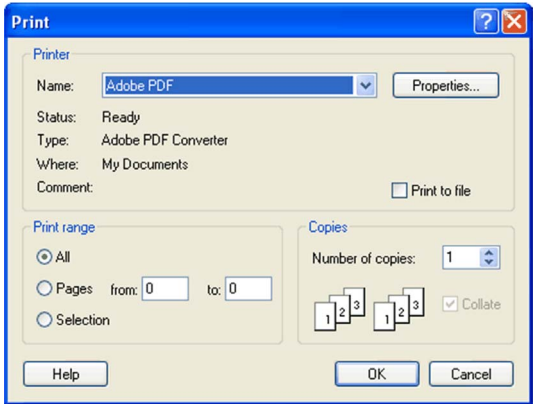 Print
Printer
Name: Adobe PDF Properties...
Status: Ready
Type: Adobe PDF Converter
Where: My Documents
Comment:
Print to file
Print range
All
Pages from: 0 to: 0
Selection
Copies
Number of copies: 1
1 2 3 1 2 3 Collate
Help OK Cancel